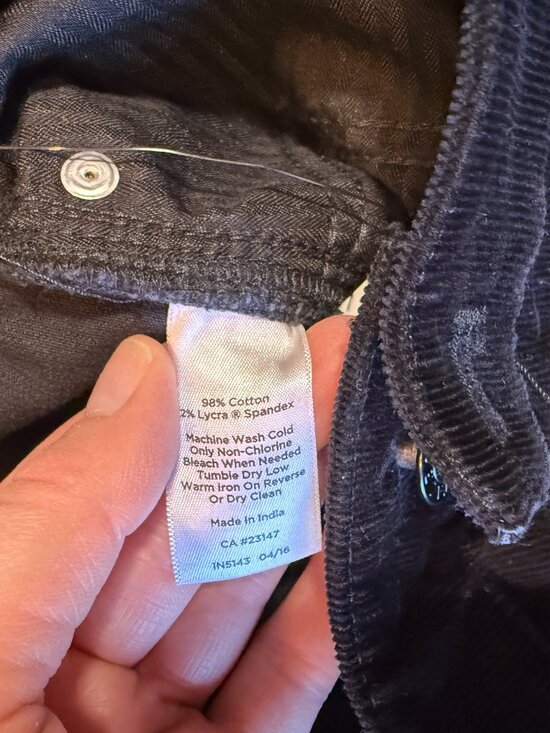 98% Cotton
2% Lycra ® Spandex
Machine Wash Cold
Only Non-Chlorine
Bleach When Needed
Tumble Dry Low
Warm Iron On Reverse
Or Dry Clean
Made in India
CA #23147
IN5143 04/16